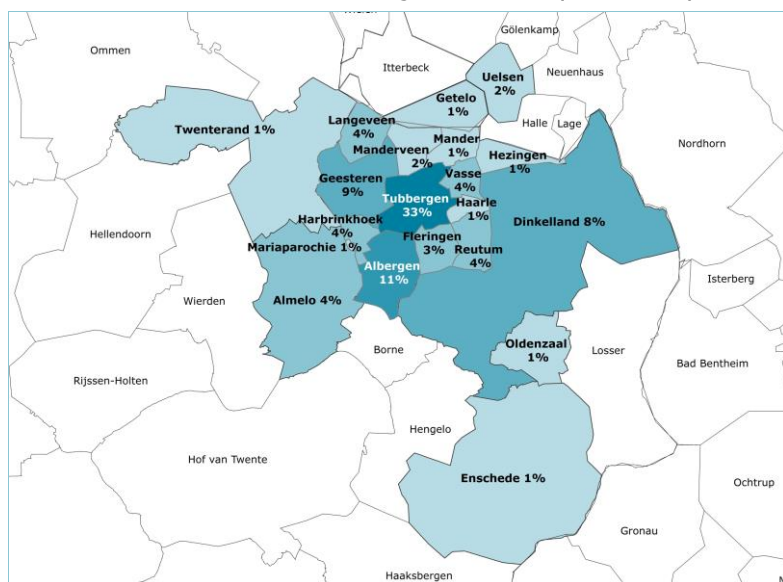 Gölenkamp
Ommen
Itterbeck
Uelsen
2%
Neuenhaus
Getelo
1%
Twenterand 1%
Langeveen
4%
Halle
Lage
Nordhorn
Manderveen
2%
Mander
1%
Hezingen
1%
Geesteren
9%
Vasse
4%
Tubbergen
33%
Haarle
1%
Dinkelland 8%
Hellendoorn
Harbrinkhoek
4%
Mariaparochie 1%
Fleringen
3%
Reutum
4%
Albergen
11%
Isterberg
Wierden
Almelo 4%
Oldenzaal
1%
Borne
Losser
Bad Bentheim
Rijssen-Holten
Hengelo
Hof van Twente
Enschede 1%
Ochtrup
Gronau
Haaksbergen